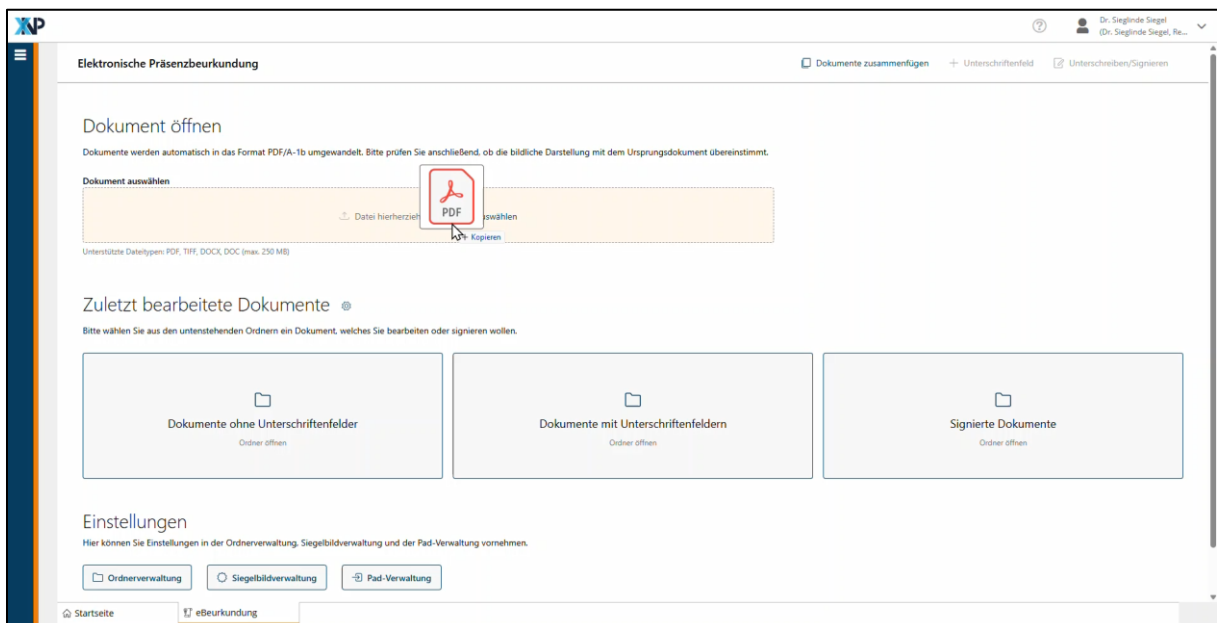 XNP
Dr. Sieglinde Siegel
(Dr. Sieglinde Siegel, Re...
Elektronische Präsenzbeurkundung
Dokumente zusammenfügen
+ Unterschriftenfeld
Unterschreiben/Signieren
Dokument öffnen
Dokumente werden automatisch in das Format PDF/A-1b umgewandelt. Bitte prüfen Sie anschließend, ob die bildliche Darstellung mit dem Ursprungsdokument übereinstimmt.
Dokument auswählen
Datei hierherzieh
PDF
uswählen
+ Kopieren
Unterstützte Dateitypen: PDF, TIFF, DOCX, DOC (max. 250 MB)
Zuletzt bearbeitete Dokumente
Bitte wählen Sie aus den untenstehenden Ordnern ein Dokument, welches Sie bearbeiten oder signieren wollen.
Dokumente ohne Unterschriftenfelder
Ordner öffnen
Dokumente mit Unterschriftenfeldern
Ordner öffnen
Signierte Dokumente
Ordner öffnen
Einstellungen
Hier können Sie Einstellungen in der Ordnerverwaltung, Siegelbildverwaltung und der Pad-Verwaltung vornehmen.
Ordnerverwaltung
Siegelbildverwaltung
Pad-Verwaltung
Startseite
eBeurkundung